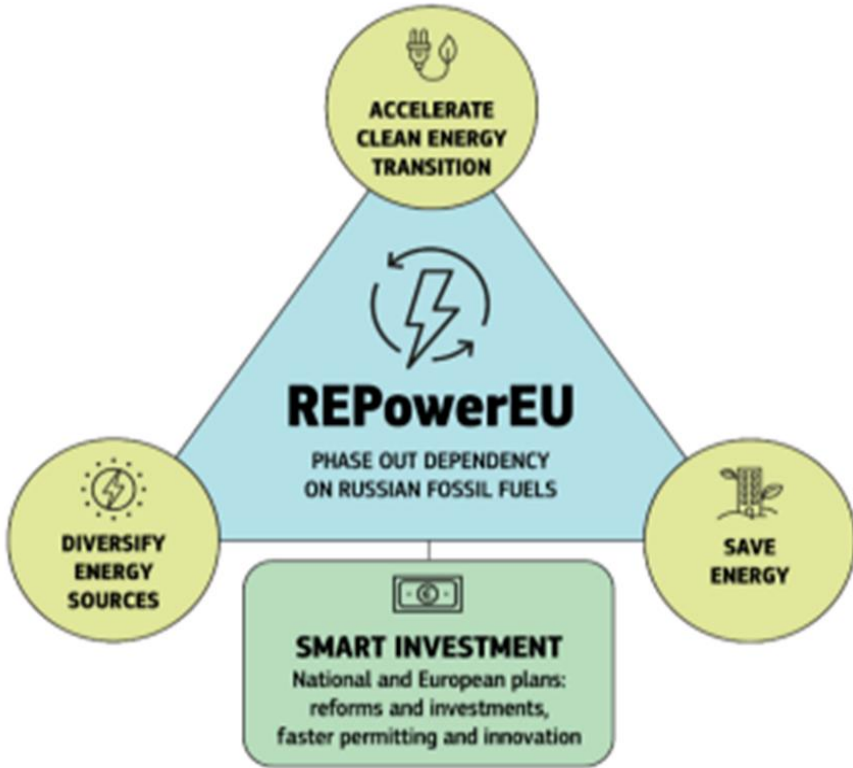 ACCELERATE
CLEAN ENERGY
TRANSITION
REPowerEU
PHASE OUT DEPENDENCY
ON RUSSIAN FOSSIL FUELS
DIVERSIFY
ENERGY
SOURCES
SAVE
ENERGY
SMART INVESTMENT
National and European plans:
reforms and investments,
faster permitting and innovation